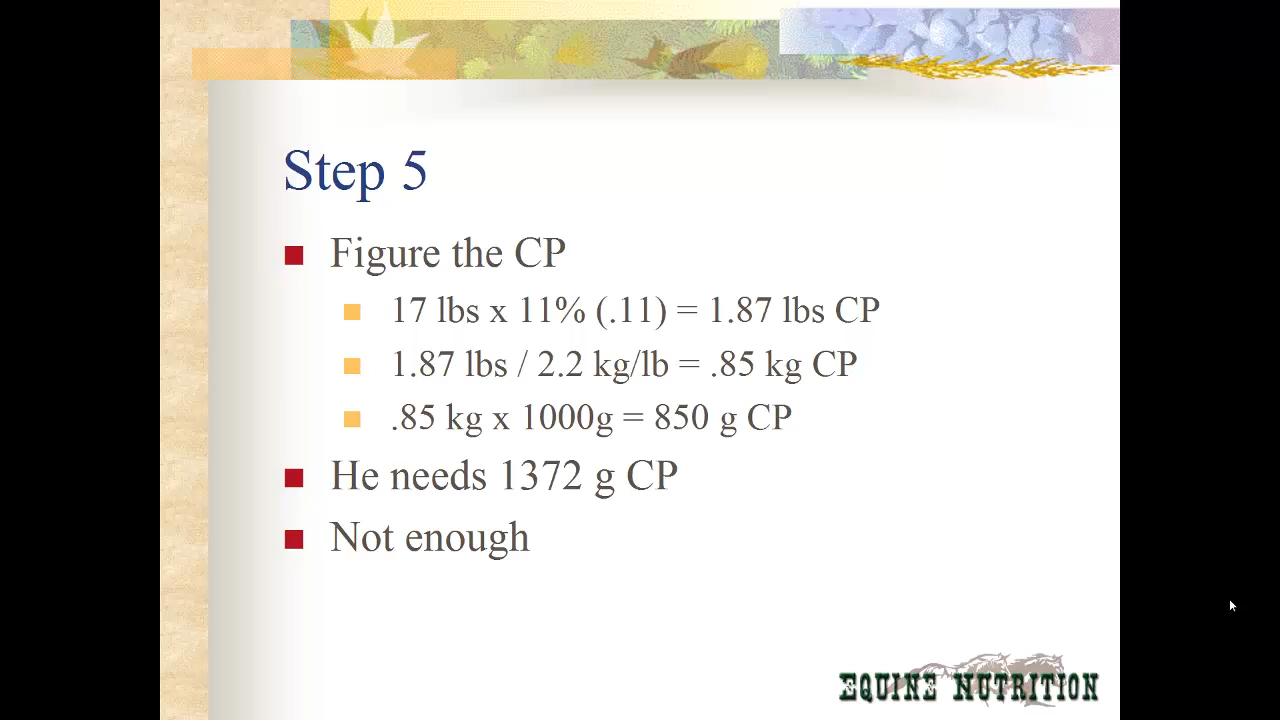 Step 5
Figure the CP
17 lbs x 11% (.11) = 1.87 lbs CP
1.87 lbs / 2.2 kg/lb = .85 kg CP
.85 kg x 1000g = 850 g CP
He needs 1372 g CP
Not enough
EQUINE NUTRITION